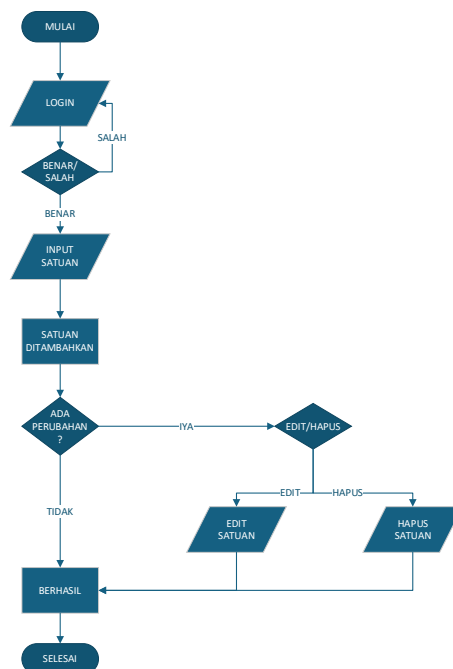 MULAI
LOGIN
SALAH
BENAR/
SALAH
BENAR
INPUT
SATUAN
SATUAN
DITAMBAHKAN
ADA
PERUBAHAN
?
IYA
EDIT/HAPUS
EDIT
HAPUS
TIDAK
EDIT
SATUAN
HAPUS
SATUAN
BERHASIL
SELESAI